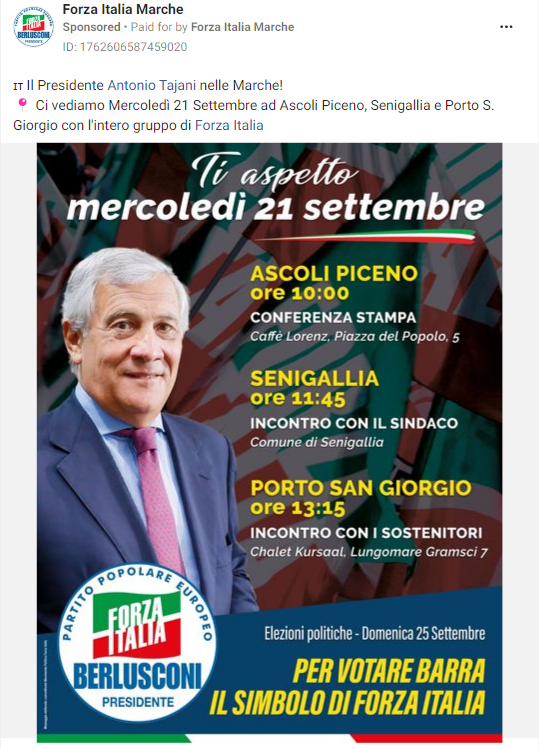 Forza Italia Marche
Sponsored • Paid for by Forza Italia Marche
ID: 1762606587459020
IT Il Presidente Antonio Tajani nelle Marche!
📍 Ci vediamo Mercoledì 21 Settembre ad Ascoli Piceno, Senigallia e Porto S.
Giorgio con l'intero gruppo di Forza Italia
Ti aspetto
mercoledì 21 settembre
ASCOLI PICENO
ore 10:00
CONFERENZA STAMPA
Caffè Lorenz, Piazza del Popolo, 5
SENIGALLIA
ore 11:45
INCONTRO CON IL SINDACO
Comune di Senigallia
PORTO SAN GIORGIO
ore 13:15
INCONTRO CON I SOSTENITORI
Chalet Kursaal, Lungomare Gramsci 7
PARTITO POPOLARE EUROPEO
FORZA
ITALIA
BERLUSCONI
PRESIDENTE
Elezioni politiche - Domenica 25 Settembre
PER VOTARE BARRA
IL SIMBOLO DI FORZA ITALIA